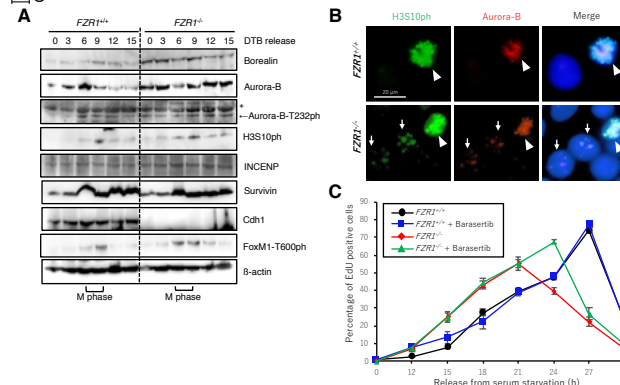 A
FZR1+/+ FZR1-/-
0 3 6 9 12 15 0 3 6 9 12 15 DTB release
Borealin
Aurora-B
*
←Aurora-B-T232ph
H3S10ph
INCENP
Survivin
Cdh1
FoxM1-T600ph
ß-actin
M phase M phase
B
H3S10ph Aurora-B Merge
FZR1+/+
20 µm
FZR1-/-
C
Percentage of EdU positive cells
90
80
70
60
50
40
30
20
10
0
FZR1+/+
FZR1+/+ + Barasertib
FZR1-/-
FZR1-/- + Barasertib
0 12 15 18 21 24 27
Release from serum starvation (h)